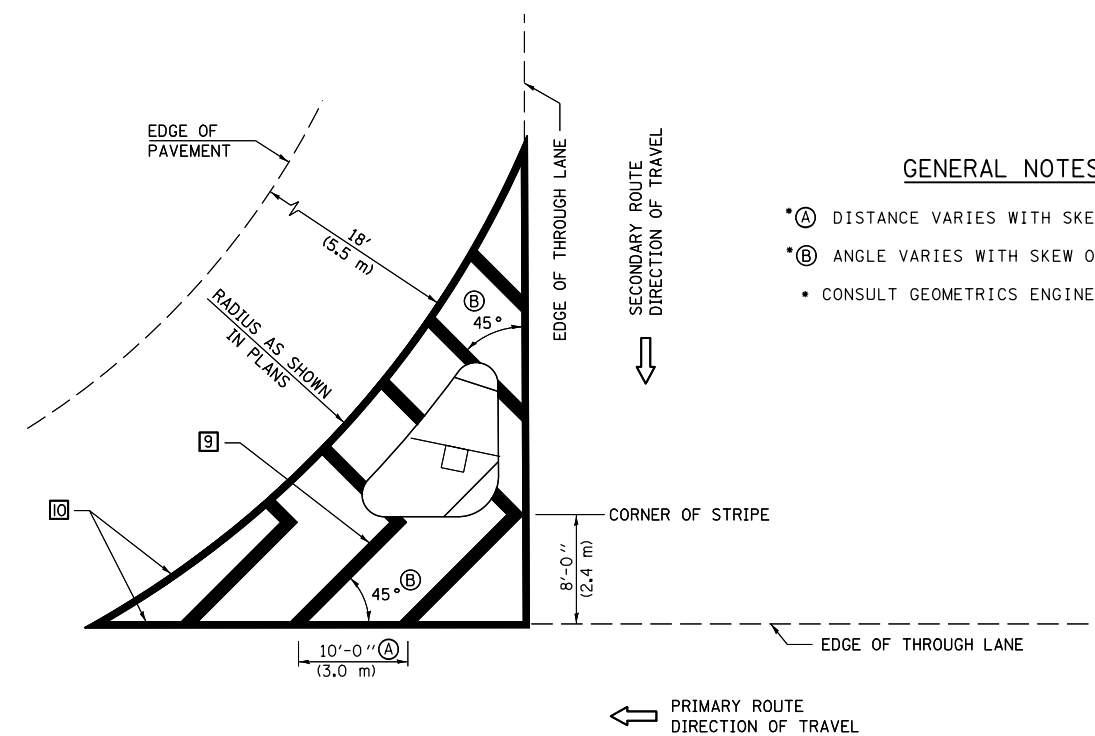 EDGE OF
PAVEMENT
18'
(5.5 m)
RADIUS AS SHOWN
IN PLANS
EDGE OF THROUGH LANE
SECONDARY ROUTE
DIRECTION OF TRAVEL
GENERAL NOTES
*Ⓐ DISTANCE VARIES WITH SKE
*Ⓑ ANGLE VARIES WITH SKEW O
* CONSULT GEOMETRICS ENGINE
Ⓑ
45°
9
10
CORNER OF STRIPE
8'-0"
(2.4 m)
45° Ⓑ
10'-0" Ⓐ
(3.0 m)
EDGE OF THROUGH LANE
PRIMARY ROUTE
DIRECTION OF TRAVEL